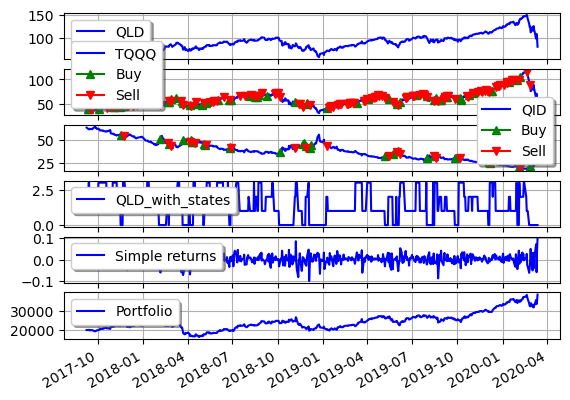 150
100
QLD
TQQQ
Buy
Sell
100
50
QID
Buy
Sell
50
25
2.5
0.0
QLD_with_states
0.1
0.0
−0.1
Simple returns
30000
20000
Portfolio
2017-10
2018-01
2018-04
2018-07
2018-10
2019-01
2019-04
2019-07
2019-10
2020-01
2020-04